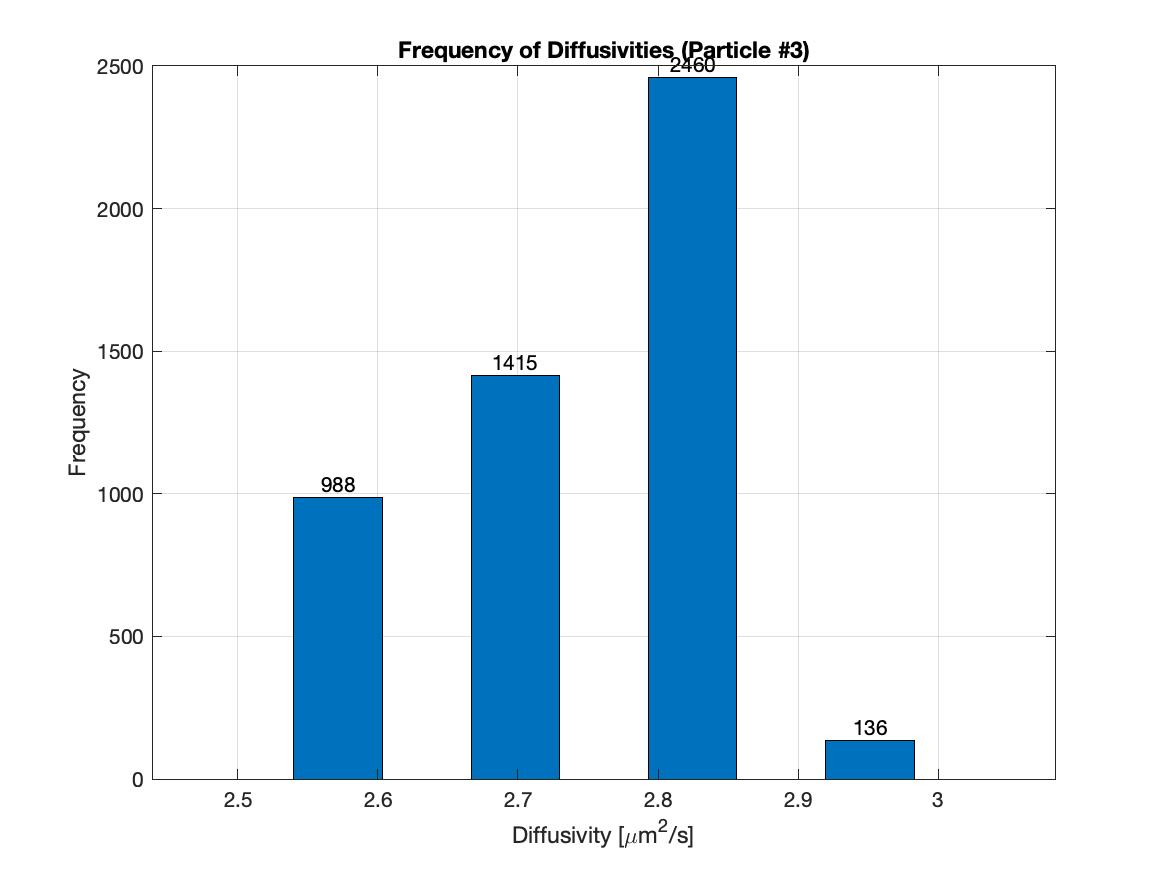 Frequency of Diffusivities (Particle #3)
2500
2460
2000
1500
1415
1000
988
500
136
0
2.5 2.6 2.7 2.8 2.9 3
Frequency
Diffusivity [μm²/s]